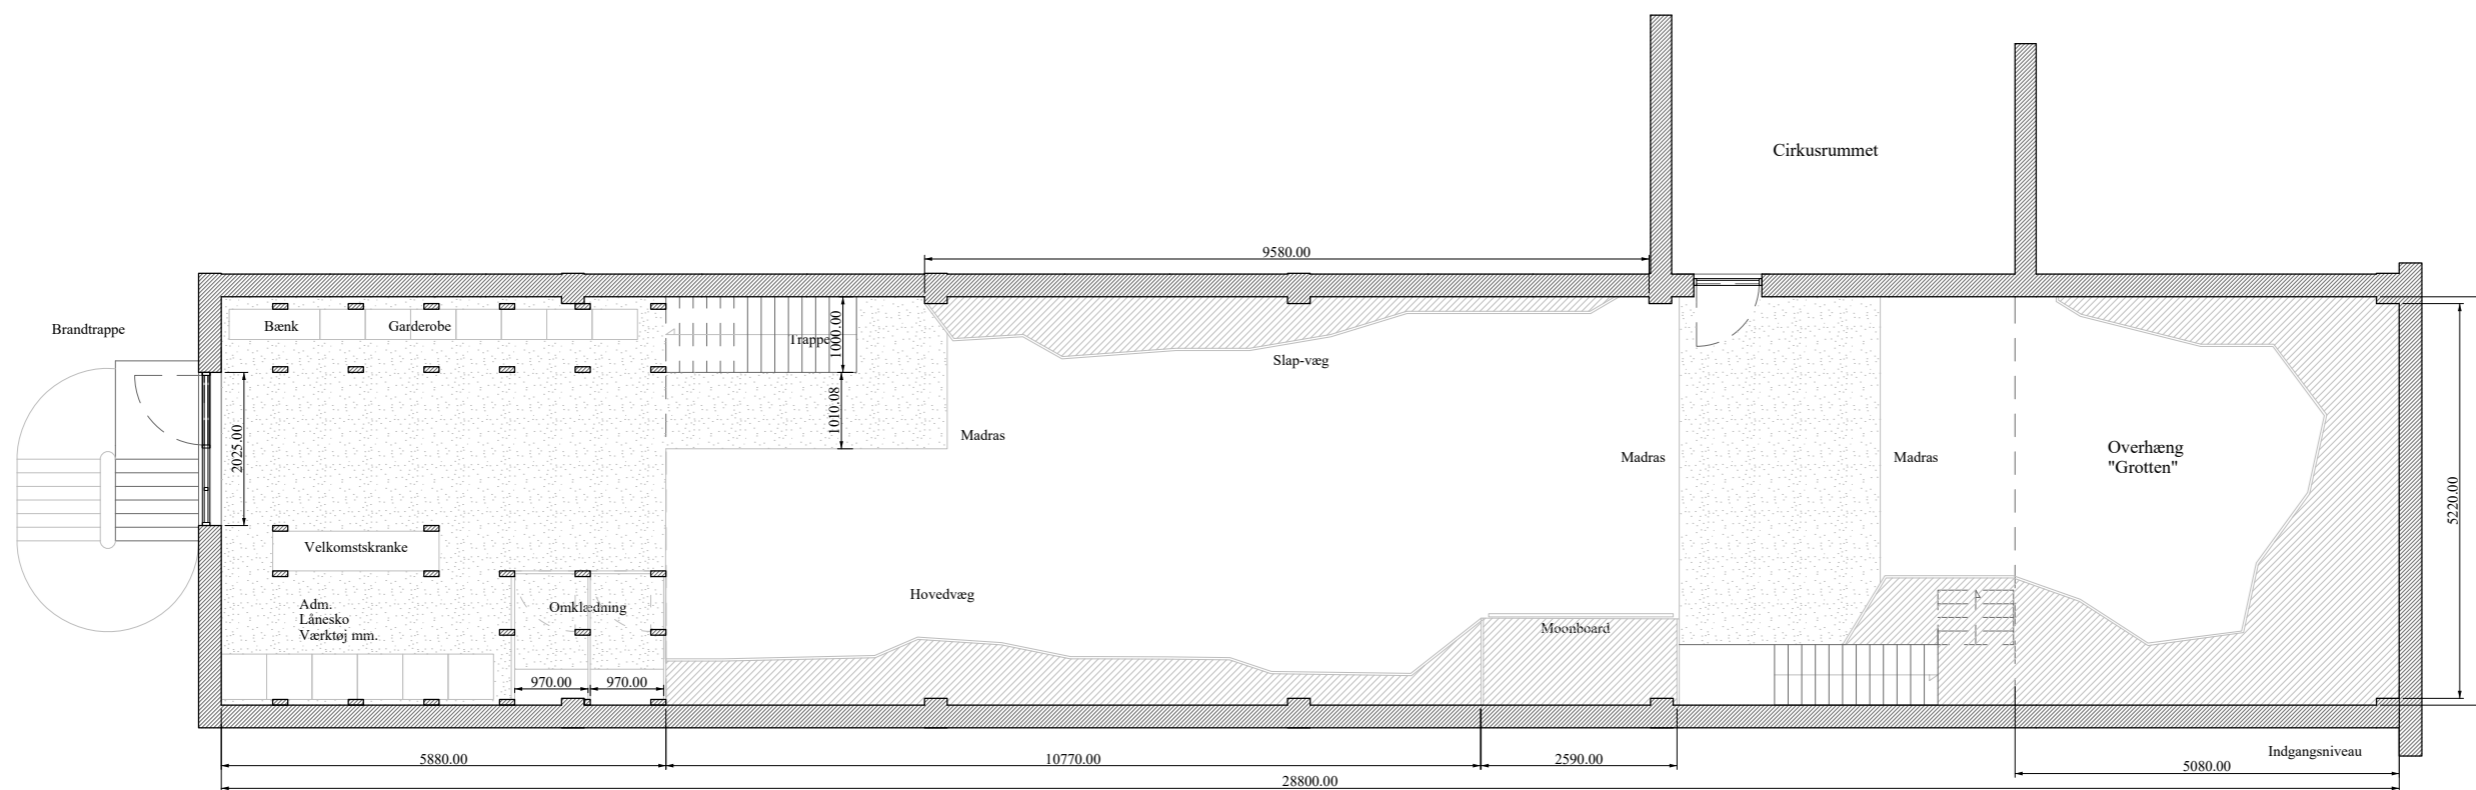 Cirkusrummet
9580.00
Brandtrappe
Bænk
Garderobe
Trappe
1000.00
Slap-væg
1010.08
2025.00
Madras
Madras
Madras
Overhæng
"Grotten"
5220.00
Velkomstskranke
Hovedvæg
Adm.
Lånesko
Værktøj mm.
Omklædning
Moonboard
970.00
970.00
Indgangsniveau
5880.00
10770.00
2590.00
5080.00
28800.00